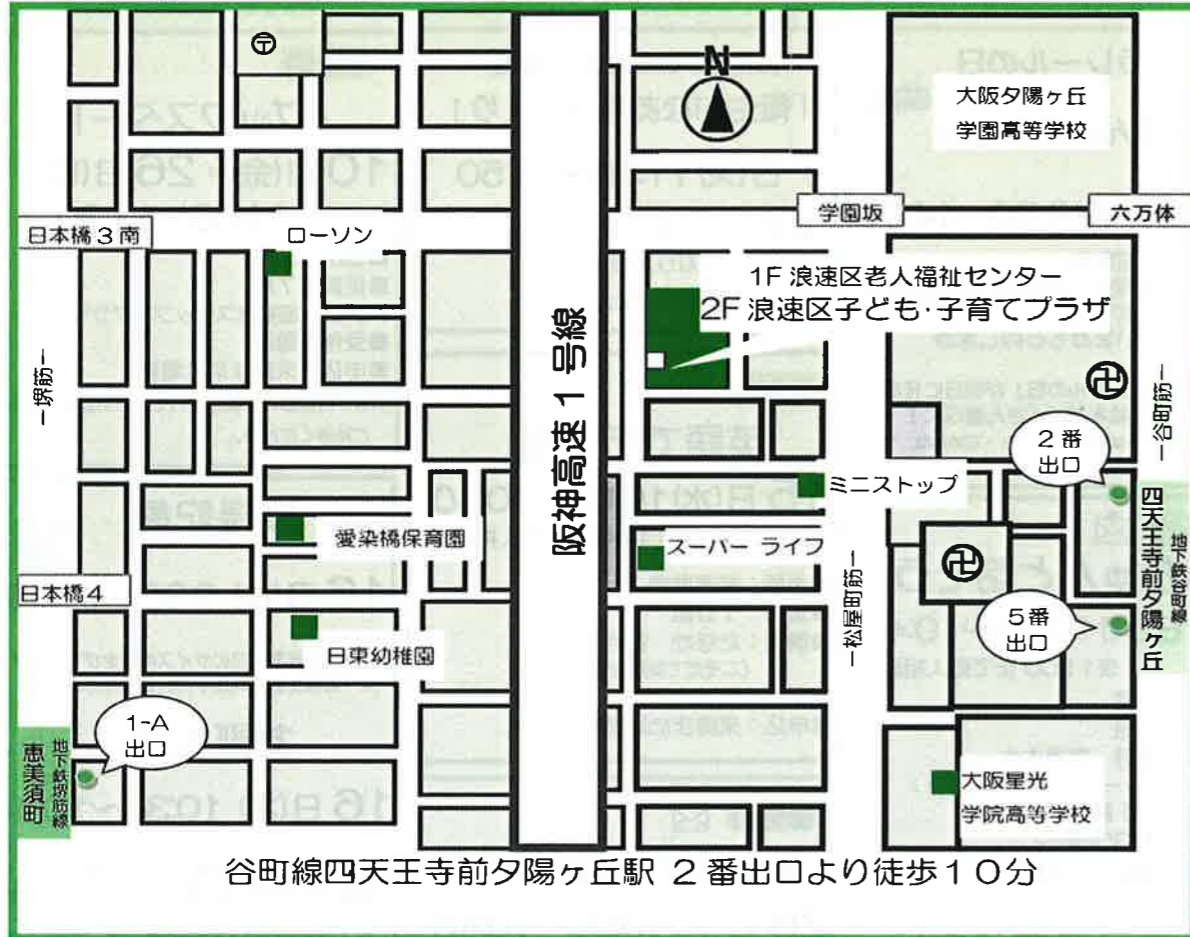 〒
N
大阪夕陽ヶ丘
学園高等学校
学園坂
六万体
日本橋3南
ローソン
1F 浪速区老人福祉センター
2F 浪速区子ども・子育てプラザ
阪神高速1号線
―堺筋―
―谷町筋―
卍
2番
出口
ミニストップ
愛染橋保育園
スーパー ライフ
卍
地下鉄谷町線
四天王寺前夕陽ヶ丘
日本橋4
―松屋町筋―
5番
出口
日東幼稚園
1-A
出口
地下鉄堺筋線
恵美須町
大阪星光
学院高等学校
谷町線四天王寺前夕陽ヶ丘駅 2番出口より徒歩10分